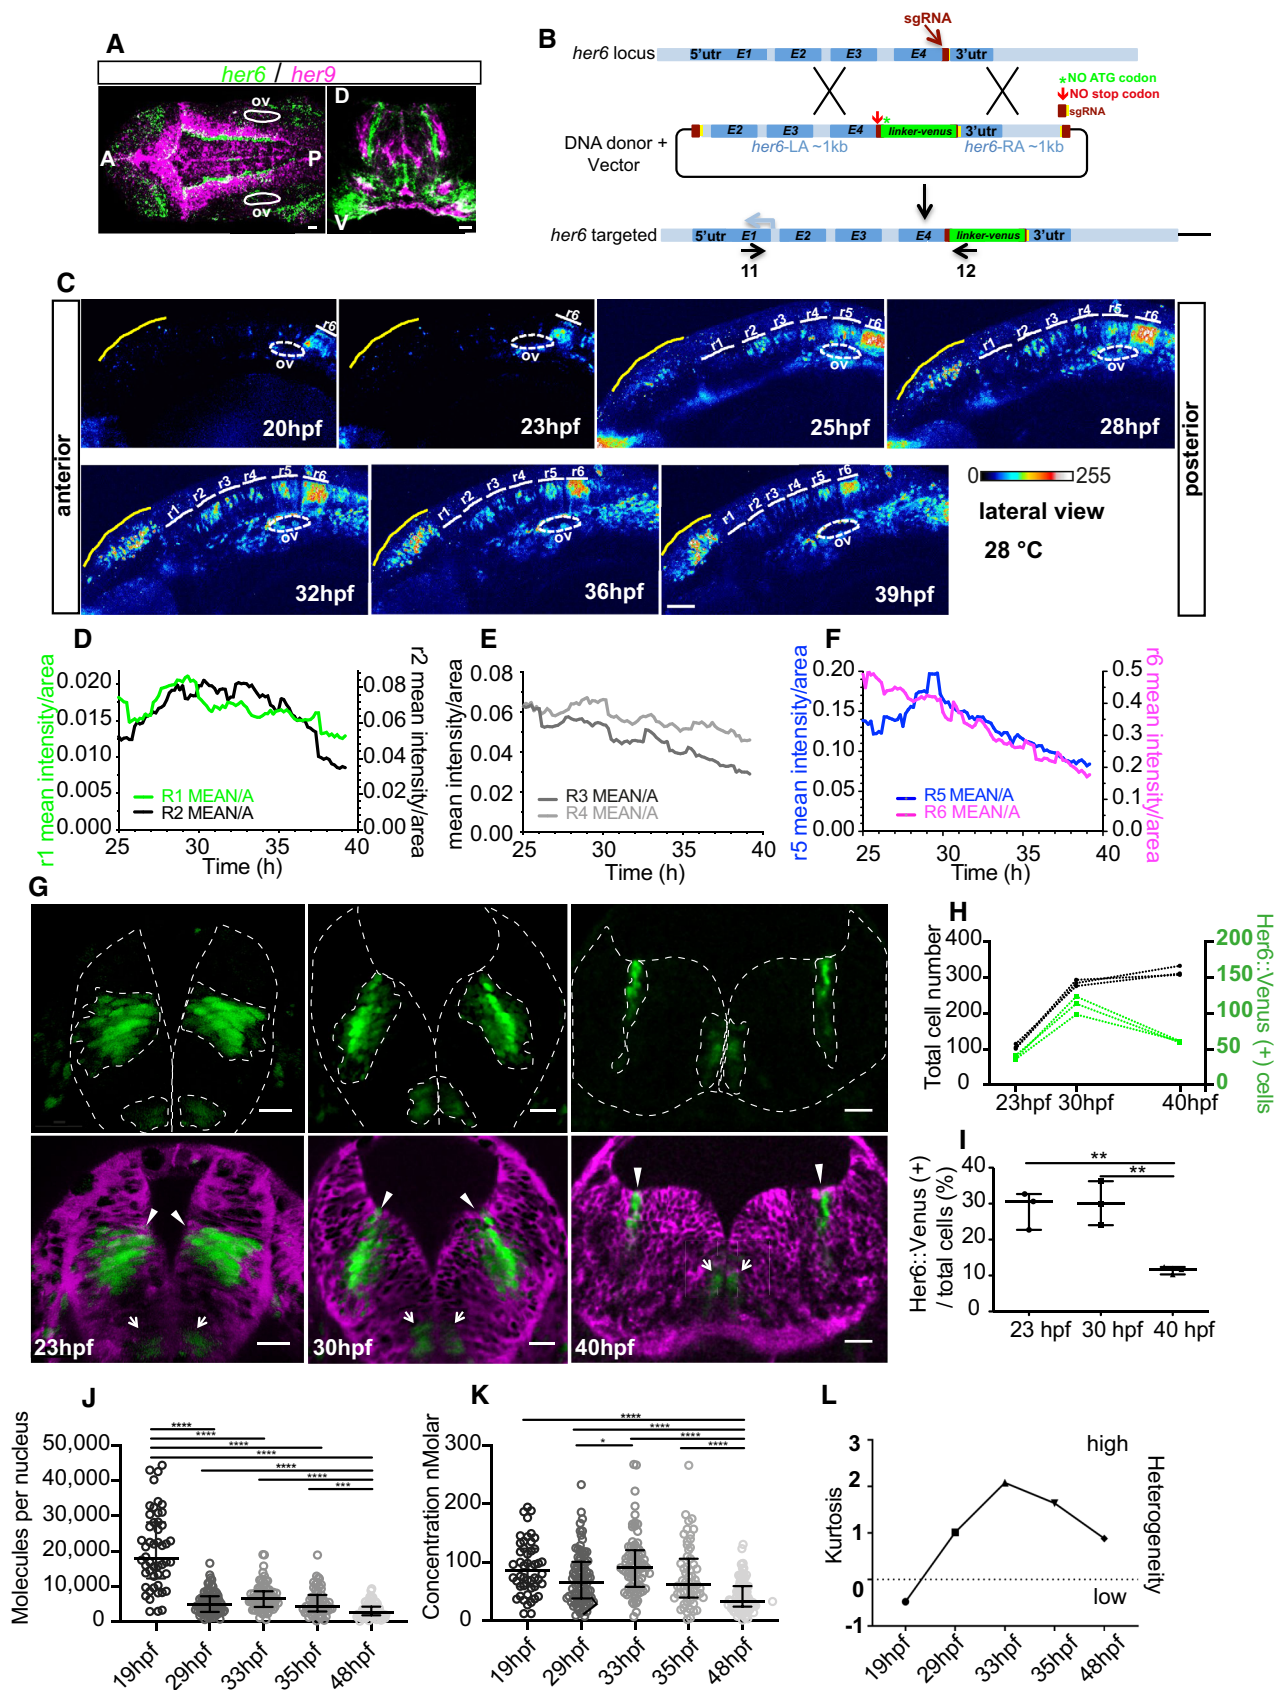 A
her6 / her9
ov
ov
A
P
D
V
B
sgRNA
her6 locus
5'utr E1 E2 E3 E4 3'utr
*NO ATG codon
NO stop codon
sgRNA
*
DNA donor +
Vector
E2 E3 E4 linker-venus 3'utr
her6-LA ~1kb
her6-RA ~1kb
her6 targeted
5'utr E1 E2 E3 E4 linker-venus 3'utr
11
12
C
anterior
posterior
r6
ov
20hpf
r6
ov
23hpf
r1 r2 r3 r4 r5 r6
ov
25hpf
r1 r2 r3 r4 r5 r6
ov
28hpf
r1 r2 r3 r4 r5 r6
ov
32hpf
r1 r2 r3 r4 r5 r6
ov
36hpf
r1 r2 r3 r4 r5 r6
ov
39hpf
0 255
lateral view
28 °C
D
r1 mean intensity/area
0.020
0.015
0.010
0.005
0.000
r2 mean intensity/area
0.08
0.06
0.04
0.02
0.00
R1 MEAN/A
R2 MEAN/A
25 30 35 40
Time (h)
E
mean intensity/area
0.08
0.06
0.04
0.02
0.00
R3 MEAN/A
R4 MEAN/A
25 30 35 40
Time (h)
F
r5 mean intensity/area
0.20
0.15
0.10
0.05
0.00
r6 mean intensity/area
0.5
0.4
0.3
0.2
0.1
0.0
R5 MEAN/A
R6 MEAN/A
25 30 35 40
Time (h)
G
23hpf
30hpf
40hpf
H
Total cell number
400
300
200
100
0
Her6::Venus (+) cells
200
150
100
50
0
23hpf 30hpf 40hpf
I
Her6::Venus (+)
/ total cells (%)
40
30
20
10
0
**
**
23 hpf 30 hpf 40 hpf
J
Molecules per nucleus
50,000
40,000
30,000
20,000
10,000
0
****
****
****
****
****
****
***
19hpf 29hpf 33hpf 35hpf 48hpf
K
Concentration nMolar
300
200
100
0
****
****
* ****
****
19hpf 29hpf 33hpf 35hpf 48hpf
L
Kurtosis
3
2
1
0
-1
high
low
Heterogeneity
19hpf 29hpf 33hpf 35hpf 48hpf